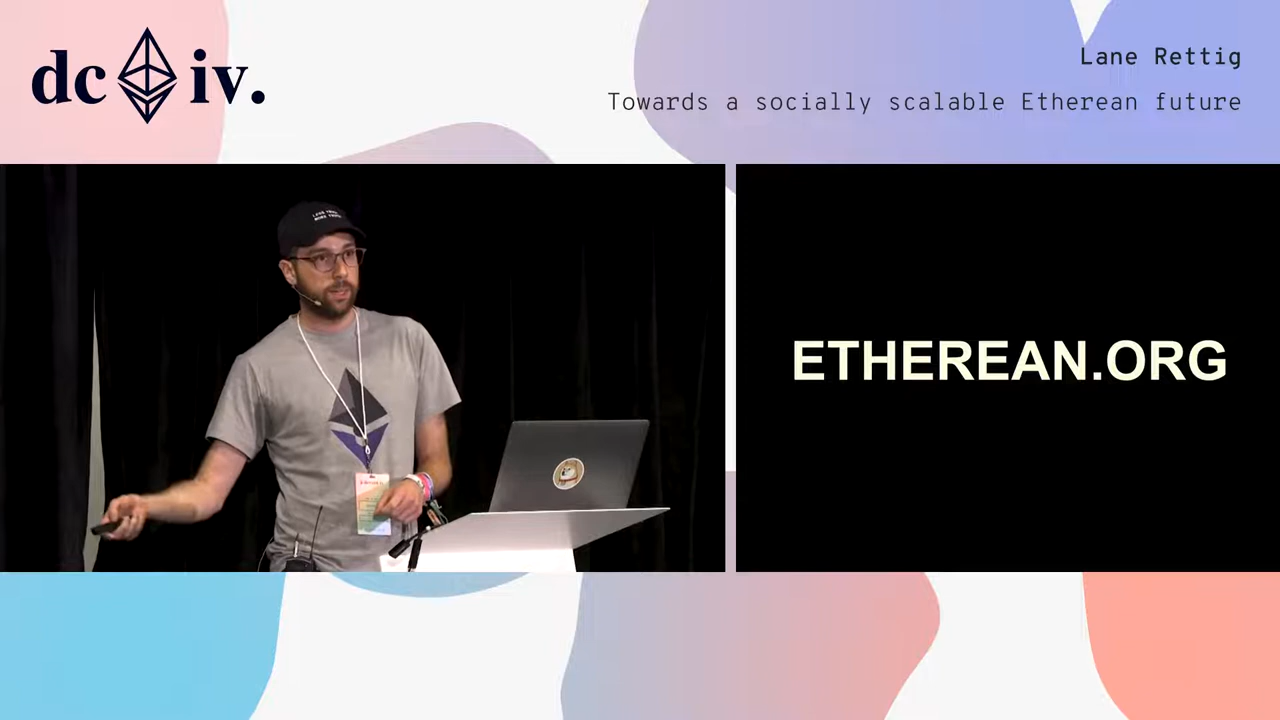 dc iv.
Lane Rettig
Towards a socially scalable Etherean future
ETHEREAN.ORG